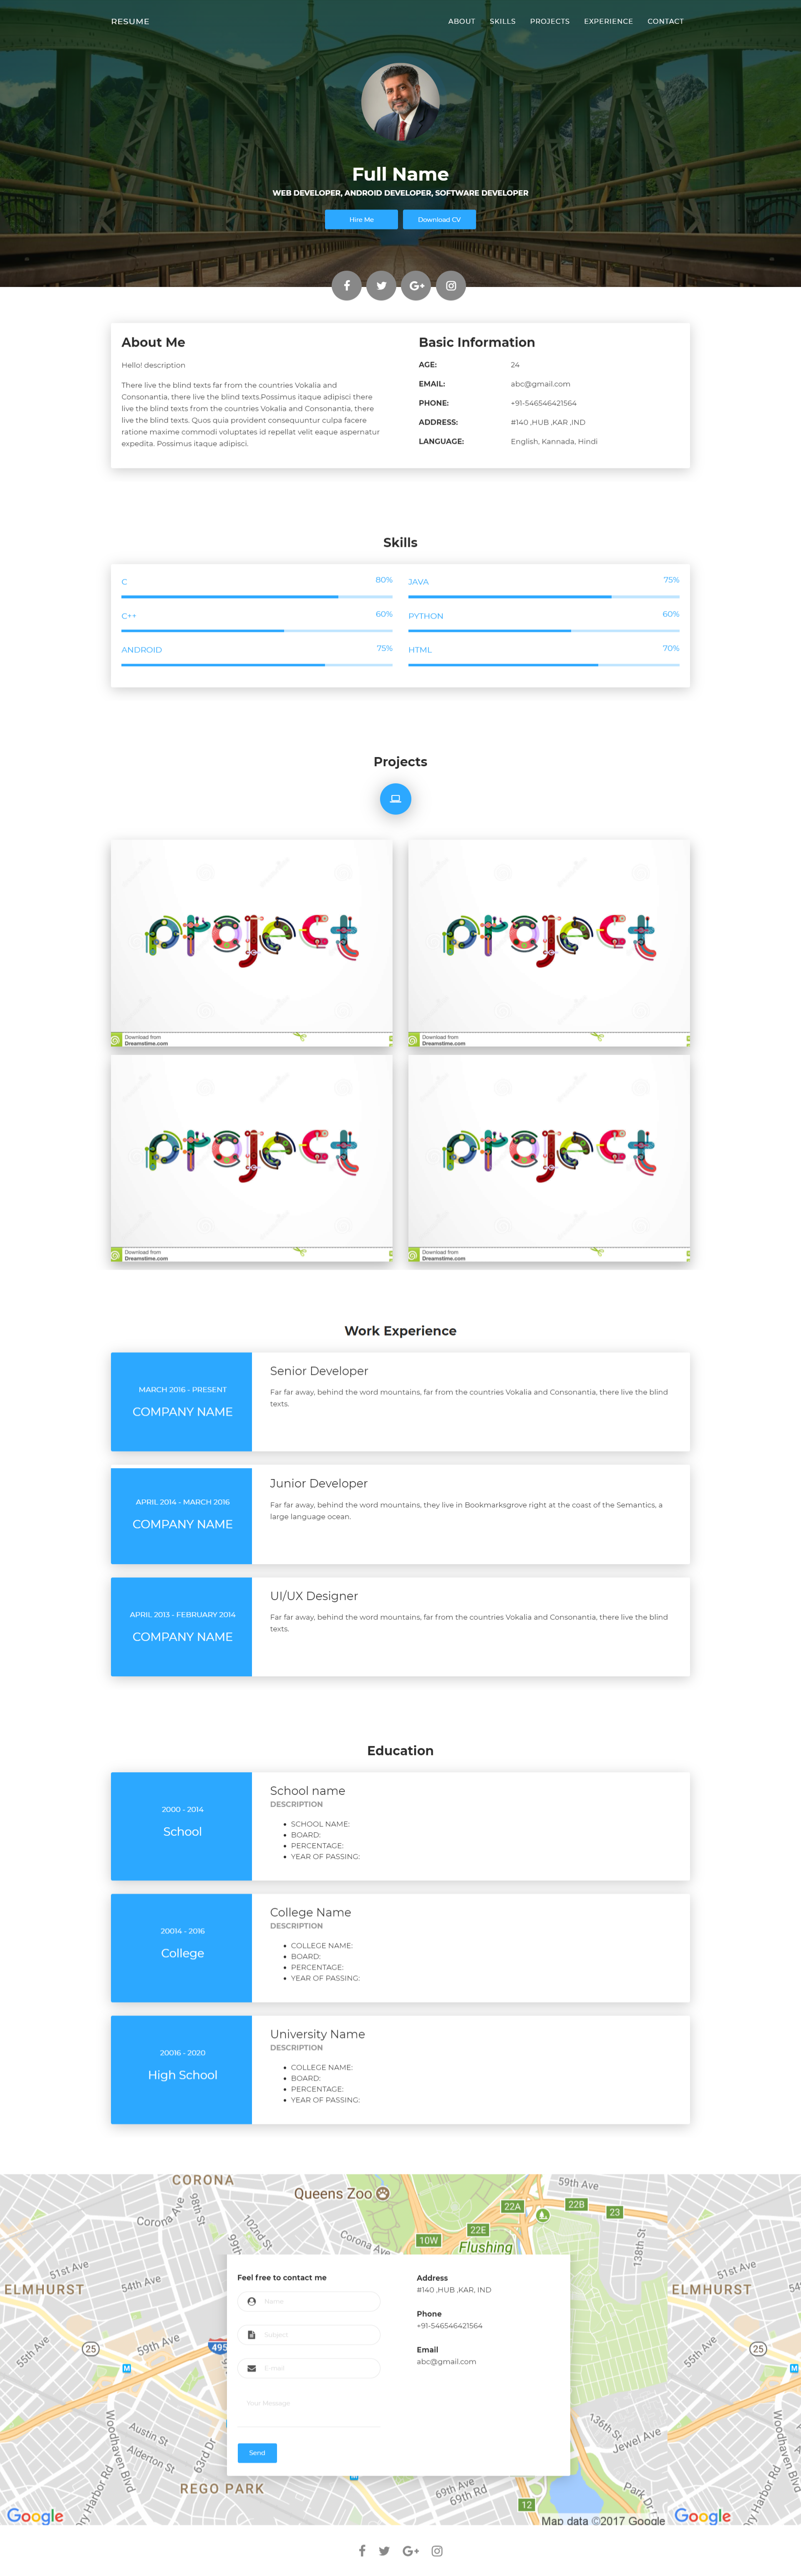 RESUME
ABOUT SKILLS PROJECTS EXPERIENCE CONTACT
Full Name
WEB DEVELOPER, ANDROID DEVELOPER, SOFTWARE DEVELOPER
Hire Me
Download CV
About Me
Hello! description
There live the blind texts far from the countries Vokalia and
Consonantia, there live the blind texts.Possimus itaque adipisci there
live the blind texts from the countries Vokalia and Consonantia, there
live the blind texts. Quos quia provident consequuntur culpa facere
ratione maxime commodi voluptates id repellat velit eaque aspernatur
expedita. Possimus itaque adipisci.
Basic Information
AGE: 24
EMAIL: abc@gmail.com
PHONE: +91-546546421564
ADDRESS: #140 ,HUB ,KAR ,IND
LANGUAGE: English, Kannada, Hindi
Skills
C 80%
JAVA 75%
C++ 60%
PYTHON 60%
ANDROID 75%
HTML 70%
Projects
project
Download from
Dreamstime.com
project
Download from
Dreamstime.com
project
Download from
Dreamstime.com
project
Download from
Dreamstime.com
Work Experience
MARCH 2016 - PRESENT
COMPANY NAME
Senior Developer
Far far away, behind the word mountains, far from the countries Vokalia and Consonantia, there live the blind
texts.
APRIL 2014 - MARCH 2016
COMPANY NAME
Junior Developer
Far far away, behind the word mountains, they live in Bookmarksgrove right at the coast of the Semantics, a
large language ocean.
APRIL 2013 - FEBRUARY 2014
COMPANY NAME
UI/UX Designer
Far far away, behind the word mountains, far from the countries Vokalia and Consonantia, there live the blind
texts.
Education
2000 - 2014
School
School name
DESCRIPTION
SCHOOL NAME:
BOARD:
PERCENTAGE:
YEAR OF PASSING:
20014 - 2016
College
College Name
DESCRIPTION
COLLEGE NAME:
BOARD:
PERCENTAGE:
YEAR OF PASSING:
20016 - 2020
High School
University Name
DESCRIPTION
COLLEGE NAME:
BOARD:
PERCENTAGE:
YEAR OF PASSING:
CORONA
Queens Zoo
59th Ave
22A
22B
23
98th St
Corona Ave
102nd St
99th
Corona Ave
22E
10W
Flushing
138th St
51st Ave
ELMHURST
54th Ave
55th Ave
59th Ave
25
495
M
Austin St
Alderton St
63rd Dr
Woodhaven Blvd
REGO PARK
Feel free to contact me
Name
Subject
E-mail
Your Message
Send
Address
#140 ,HUB ,KAR, IND
Phone
+91-546546421564
Email
abc@gmail.com
136th St
Jewel Ave
Park Dr
69th Ave
69th Rd
12
51st Ave
ELMHURST
54th Ave
55th Ave
59th Ave
25
M
Austin St
Alderton St
Woodhaven Blvd
Google
Map data ©2017 Google
Google